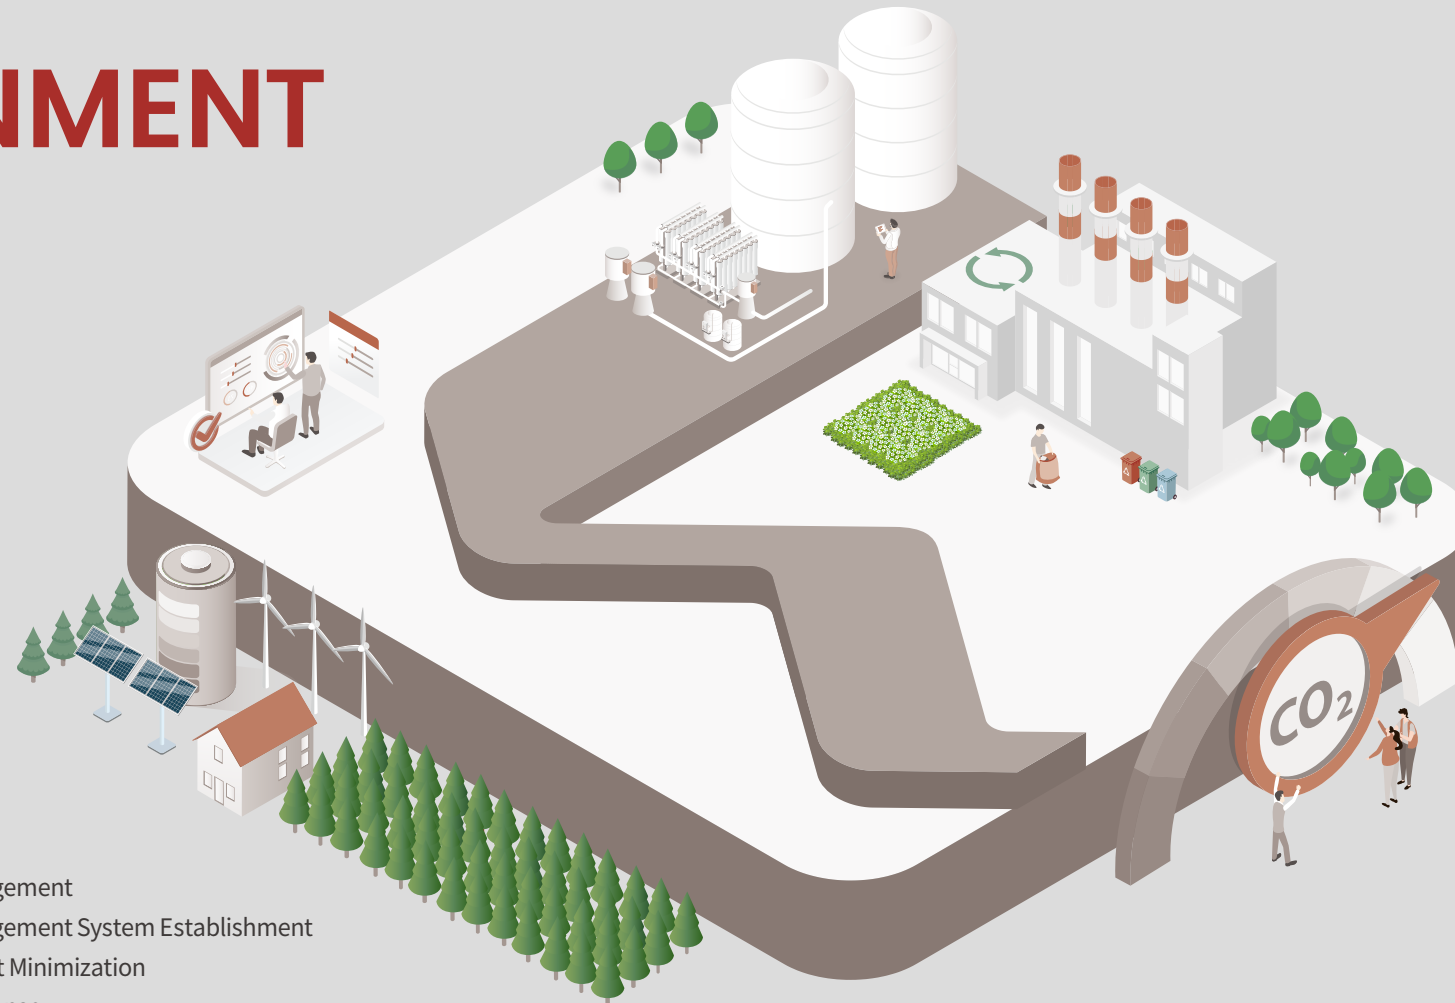 NMENT
CO2
gement
gement System Establishment
t Minimization